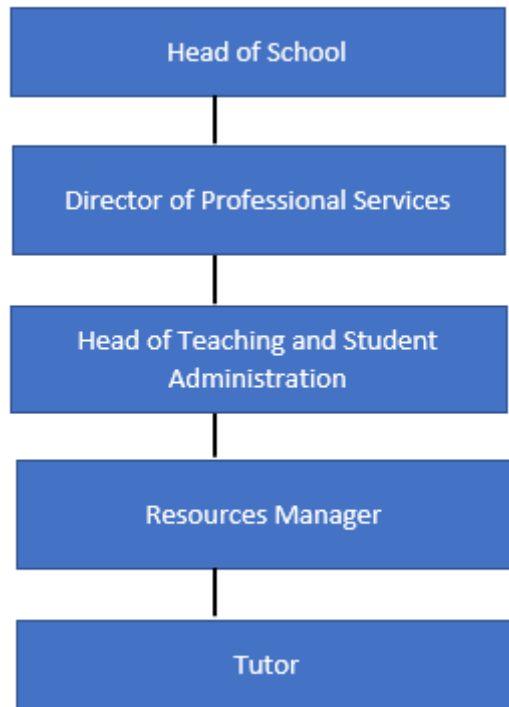 Head of School
Director of Professional Services
Head of Teaching and Student
Administration
Resources Manager
Tutor